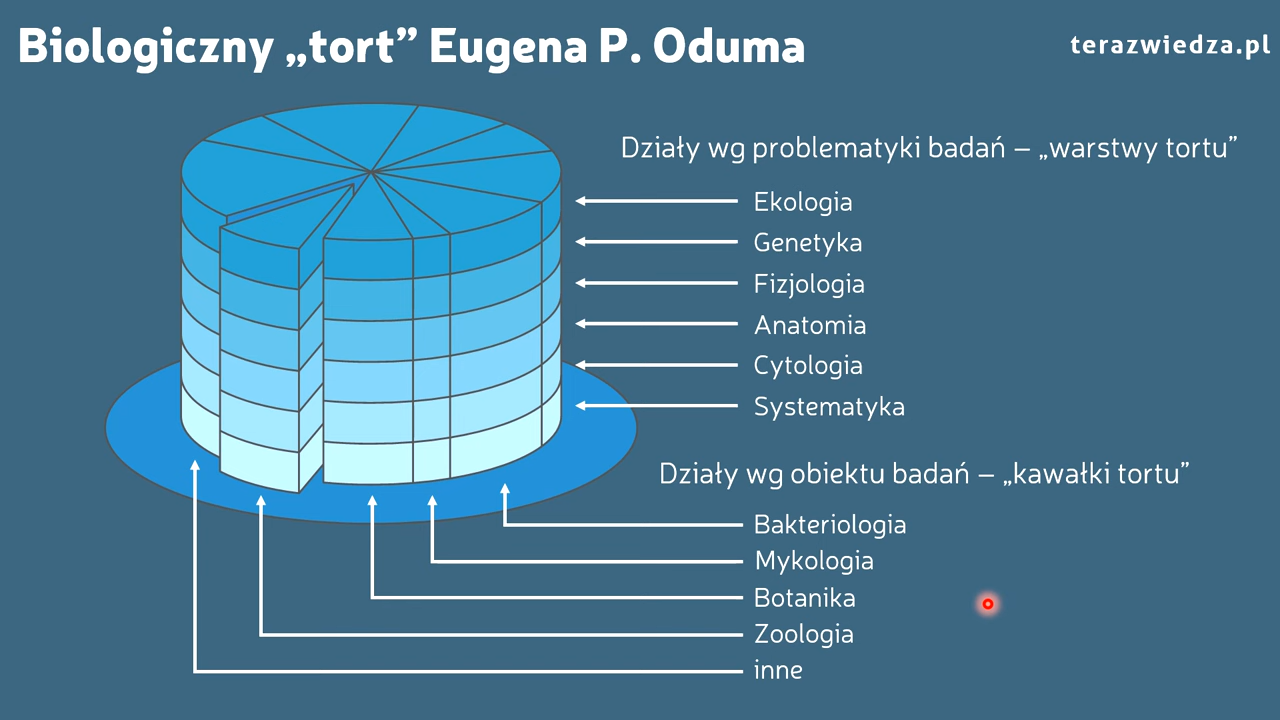 Biologiczny „tort” Eugena P. Oduma
terazwiedza.pl
Działy wg problematyki badań – „warstwy tortu”
Ekologia
Genetyka
Fizjologia
Anatomia
Cytologia
Systematyka
Działy wg obiektu badań – „kawałki tortu”
Bakteriologia
Mykologia
Botanika
Zoologia
inne